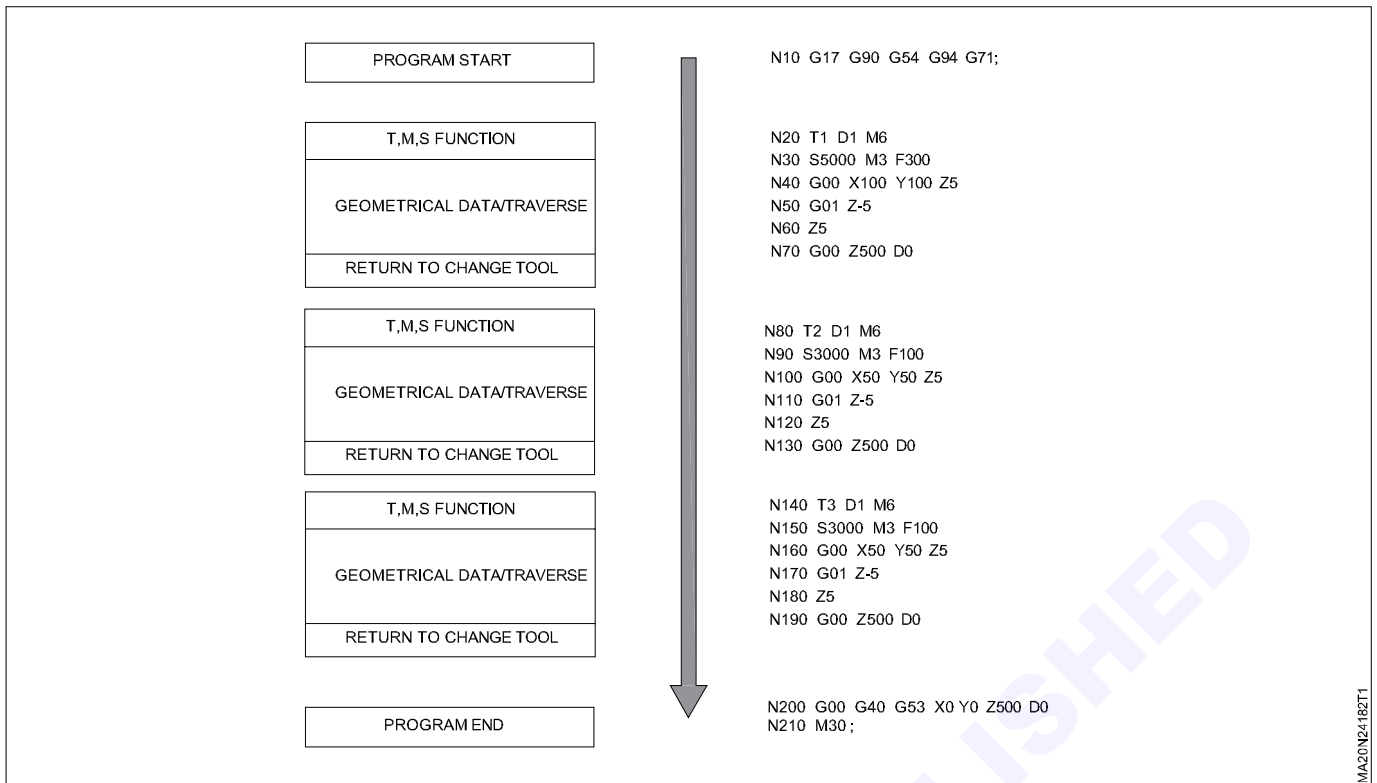 PROGRAM START
N10 G17 G90 G54 G94 G71;
T,M,S FUNCTION
GEOMETRICAL DATA/TRAVERSE
RETURN TO CHANGE TOOL
N20 T1 D1 M6
N30 S5000 M3 F300
N40 G00 X100 Y100 Z5
N50 G01 Z-5
N60 Z5
N70 G00 Z500 D0
T,M,S FUNCTION
GEOMETRICAL DATA/TRAVERSE
RETURN TO CHANGE TOOL
N80 T2 D1 M6
N90 S3000 M3 F100
N100 G00 X50 Y50 Z5
N110 G01 Z-5
N120 Z5
N130 G00 Z500 D0
T,M,S FUNCTION
GEOMETRICAL DATA/TRAVERSE
RETURN TO CHANGE TOOL
N140 T3 D1 M6
N150 S3000 M3 F100
N160 G00 X50 Y50 Z5
N170 G01 Z-5
N180 Z5
N190 G00 Z500 D0
PROGRAM END
N200 G00 G40 G53 X0 Y0 Z500 D0
N210 M30 ;
MA20N24182T1
LISHED